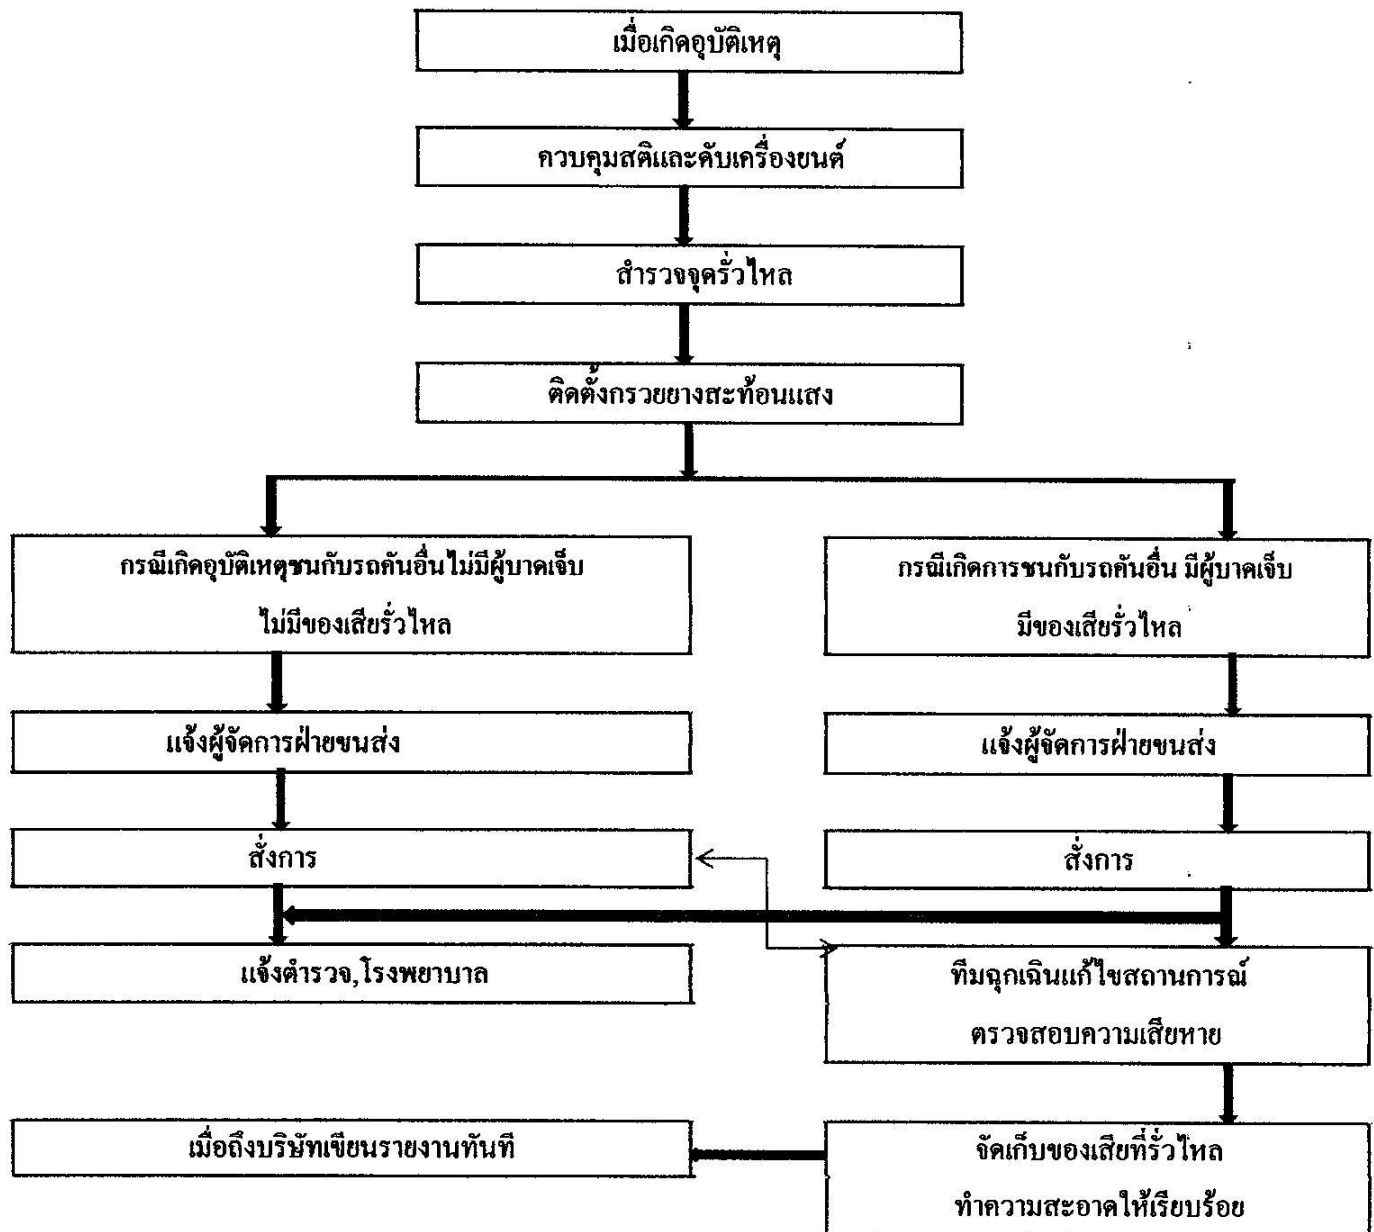 เมื่อเกิดอุบัติเหตุ
ควบคุมสติและดับเครื่องยนต์
สำรวจจุดรั่วไหล
ติดตั้งกรวยยางสะท้อนแสง
กรณีเกิดอุบัติเหตุชนกับรถคันอื่นไม่มีผู้บาดเจ็บ
ไม่มีของเสียรั่วไหล
กรณีเกิดการชนกับรถคันอื่น มีผู้บาดเจ็บ
มีของเสียรั่วไหล
แจ้งผู้จัดการฝ่ายขนส่ง
แจ้งผู้จัดการฝ่ายขนส่ง
สั่งการ
สั่งการ
แจ้งตำรวจ,โรงพยาบาล
ทีมฉุกเฉินแก้ไขสถานการณ์
ตรวจสอบความเสียหาย
เมื่อถึงบริษัทเขียนรายงานทันที
จัดเก็บของเสียที่รั่วไหล
ทำความสะอาดให้เรียบร้อย